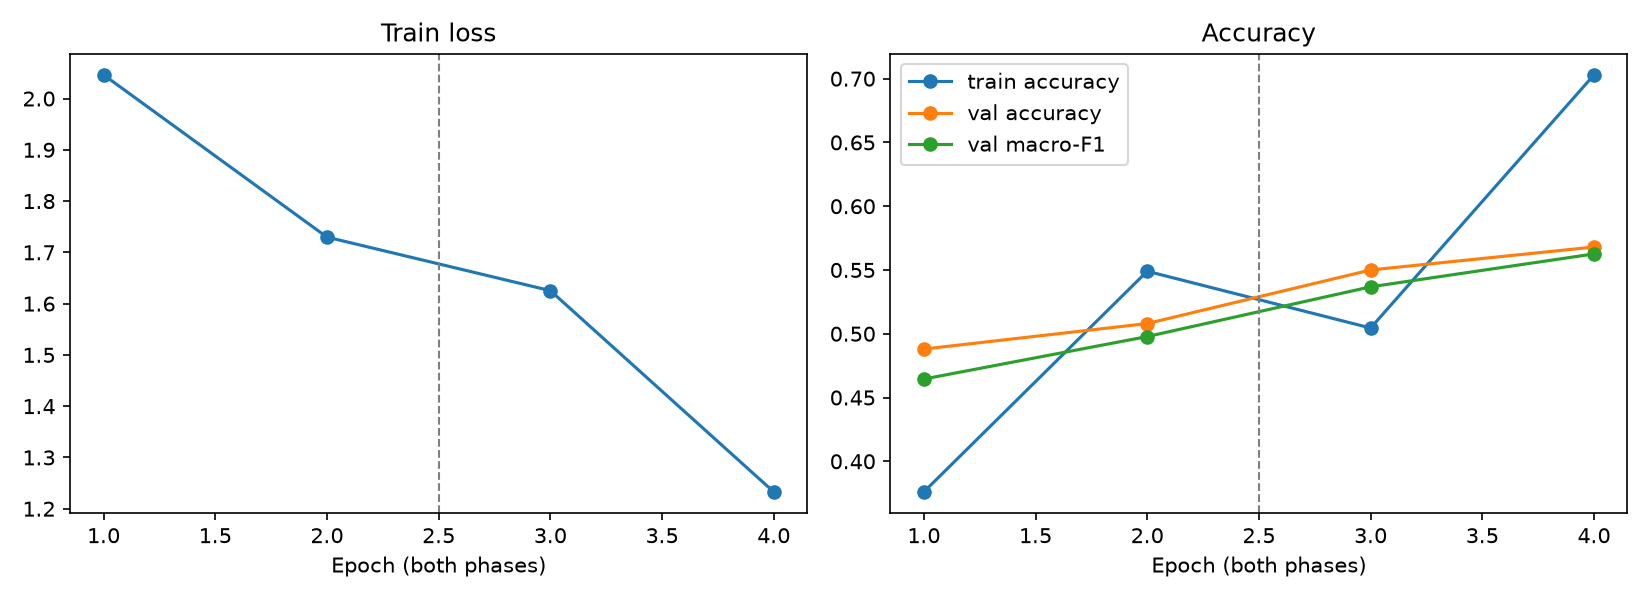 Train loss
2.0
1.9
1.8
1.7
1.6
1.5
1.4
1.3
1.2
1.0 1.5 2.0 2.5 3.0 3.5 4.0
Epoch (both phases)
Accuracy
train accuracy
val accuracy
val macro-F1
0.70
0.65
0.60
0.55
0.50
0.45
0.40
1.0 1.5 2.0 2.5 3.0 3.5 4.0
Epoch (both phases)